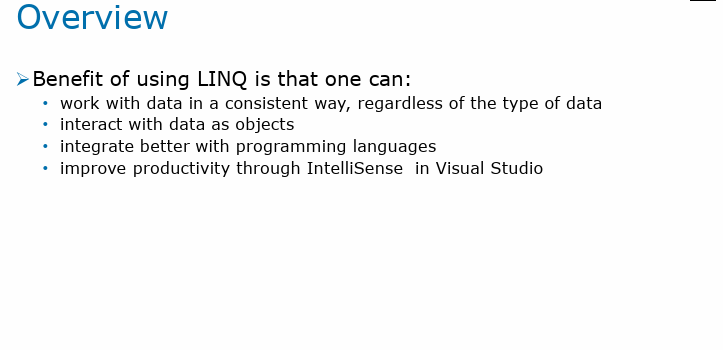 Overview
➢Benefit of using LINQ is that one can:
• work with data in a consistent way, regardless of the type of data
• interact with data as objects
• integrate better with programming languages
• improve productivity through IntelliSense  in Visual Studio